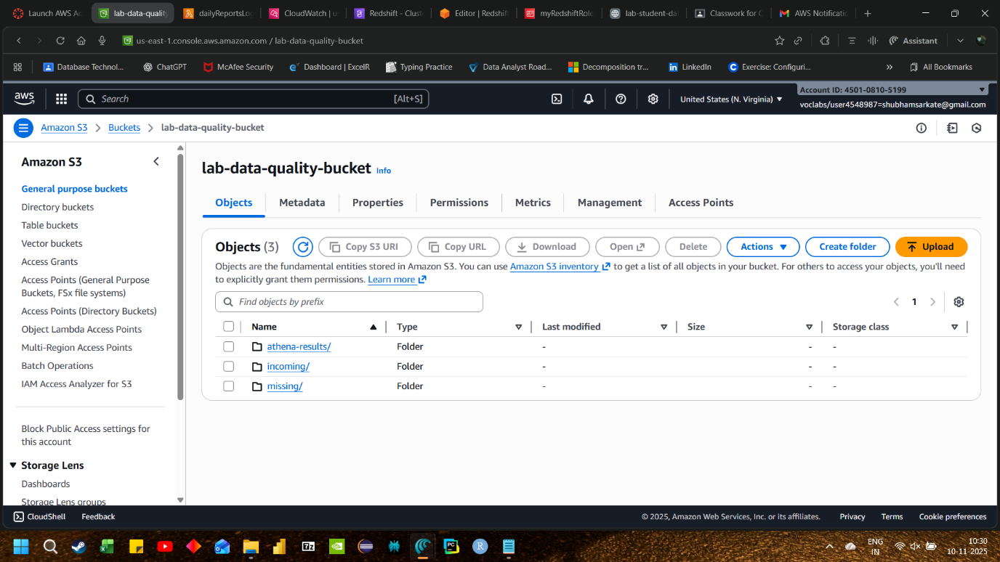 Launch AWS Ac
lab-data-quality
dailyReportsLo
CloudWatch | u
Redshift - Clust
Editor | Redshif
myRedshiftRole
lab-student-da
Classwork for C
AWS Notificatio
us-east-1.console.aws.amazon.com / lab-data-quality-bucket
Assistant
Database Technol...
ChatGPT
McAfee Security
Dashboard | ExcelR
Typing Practice
Data Analyst Road...
Decomposition tr...
LinkedIn
Exercise: Configuri...
»
All Bookmarks
aws
Search
[Alt+S]
United States (N. Virginia)
Account ID: 4501-0810-5199
voclabs/user4548987=shubhamsarkate@gmail.com
Amazon S3 > Buckets > lab-data-quality-bucket
Amazon S3
General purpose buckets
Directory buckets
Table buckets
Vector buckets
Access Grants
Access Points (General Purpose
Buckets, FSx file systems)
Access Points (Directory Buckets)
Object Lambda Access Points
Multi-Region Access Points
Batch Operations
IAM Access Analyzer for S3
Block Public Access settings for
this account
Storage Lens
Dashboards
Storage Lens groups
lab-data-quality-bucket Info
Objects
Metadata
Properties
Permissions
Metrics
Management
Access Points
Objects (3)
Copy S3 URI
Copy URL
Download
Open
Delete
Actions
Create folder
Upload
Objects are the fundamental entities stored in Amazon S3. You can use Amazon S3 inventory to get a list of all objects in your bucket. For others to access your objects, you'll need
to explicitly grant them permissions. Learn more
Find objects by prefix
1
Name Type Last modified Size Storage class
athena-results/ Folder - - -
incoming/ Folder - - -
missing/ Folder - - -
CloudShell
Feedback
© 2025, Amazon Web Services, Inc. or its affiliates.
Privacy
Terms
Cookie preferences
7z
PC
R
ENG
IN
10:30
10-11-2025